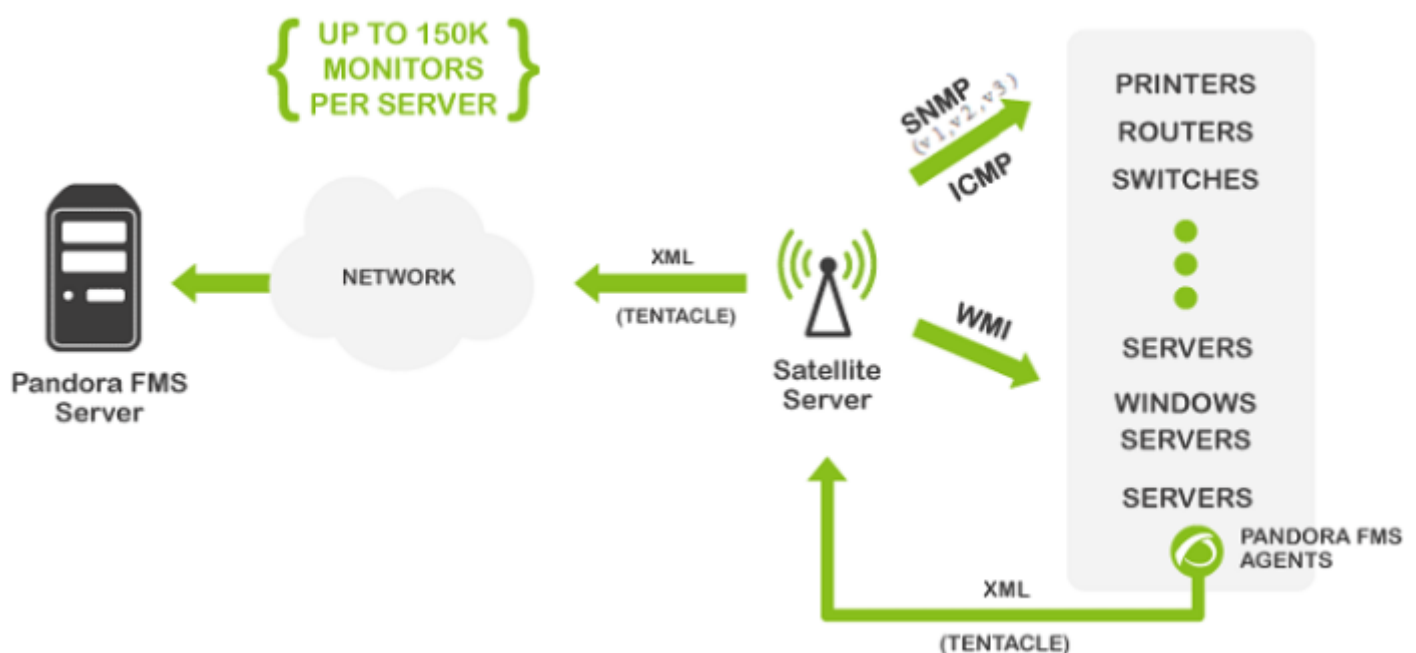 UP TO 150K
MONITORS
PER SERVER
Pandora FMS
Server
NETWORK
XML
(TENTACLE)
Satellite
Server
SNMP
(v1,v2,v3)
ICMP
WMI
PRINTERS
ROUTERS
SWITCHES
SERVERS
WINDOWS
SERVERS
SERVERS
PANDORA FMS
AGENTS
XML
(TENTACLE)